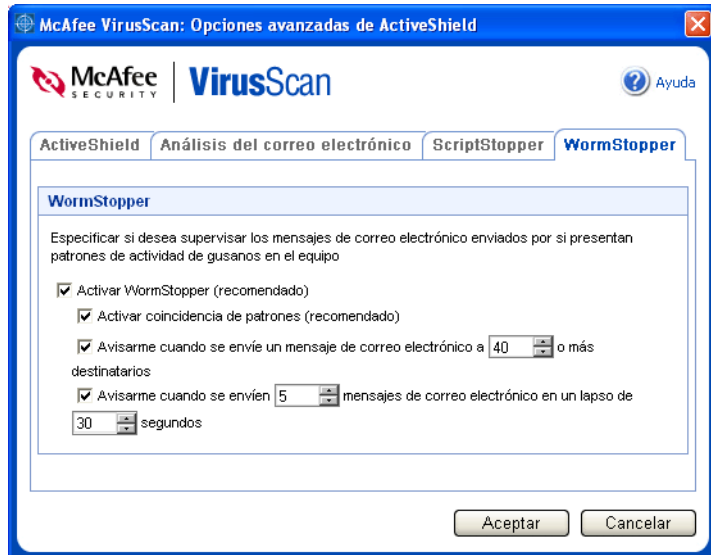 McAfee VirusScan: Opciones avanzadas de ActiveShield
McAfee SECURITY VirusScan
Ayuda
ActiveShield Análisis del correo electrónico ScriptStopper WormStopper
WormStopper
Especificar si desea supervisar los mensajes de correo electrónico enviados por si presentan
patrones de actividad de gusanos en el equipo
Activar WormStopper (recomendado)
Activar coincidencia de patrones (recomendado)
Avisarme cuando se envíe un mensaje de correo electrónico a 40 o más
destinatarios
Avisarme cuando se envíen 5 mensajes de correo electrónico en un lapso de
30 segundos
Aceptar Cancelar